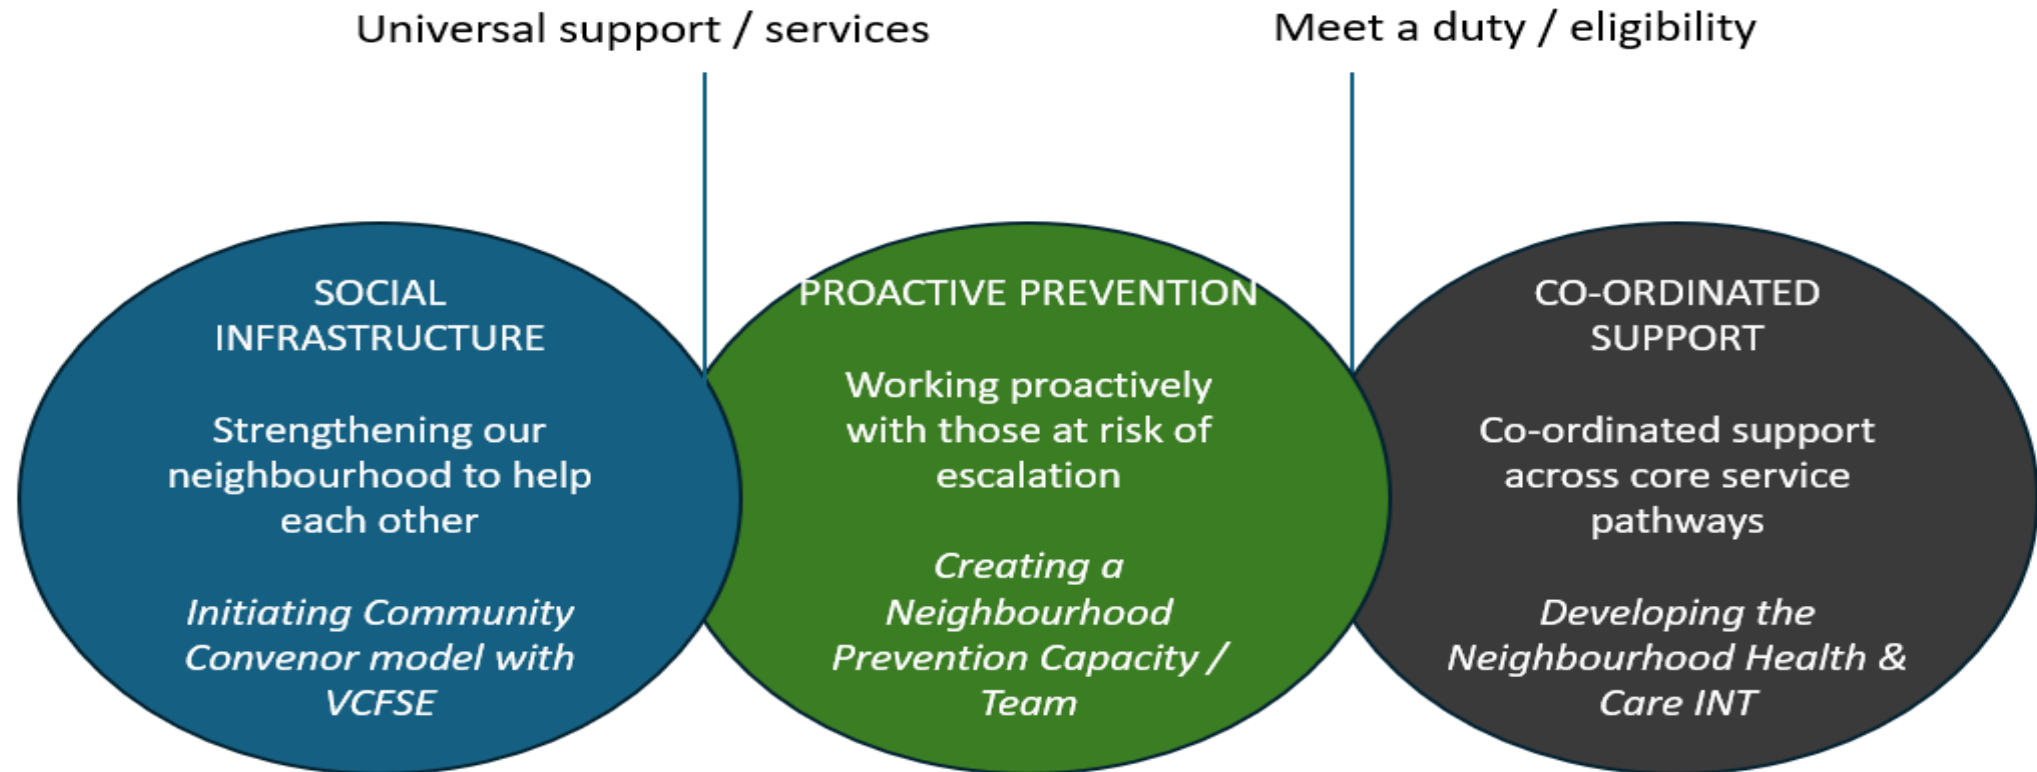 Universal support / services
Meet a duty / eligibility
SOCIAL
INFRASTRUCTURE
Strengthening our
neighbourhood to help
each other
Initiating Community
Convenor model with
VCFSE
PROACTIVE PREVENTION
Working proactively
with those at risk of
escalation
Creating a
Neighbourhood
Prevention Capacity /
Team
CO-ORDINATED
SUPPORT
Co-ordinated support
across core service
pathways
Developing the
Neighbourhood Health &
Care INT